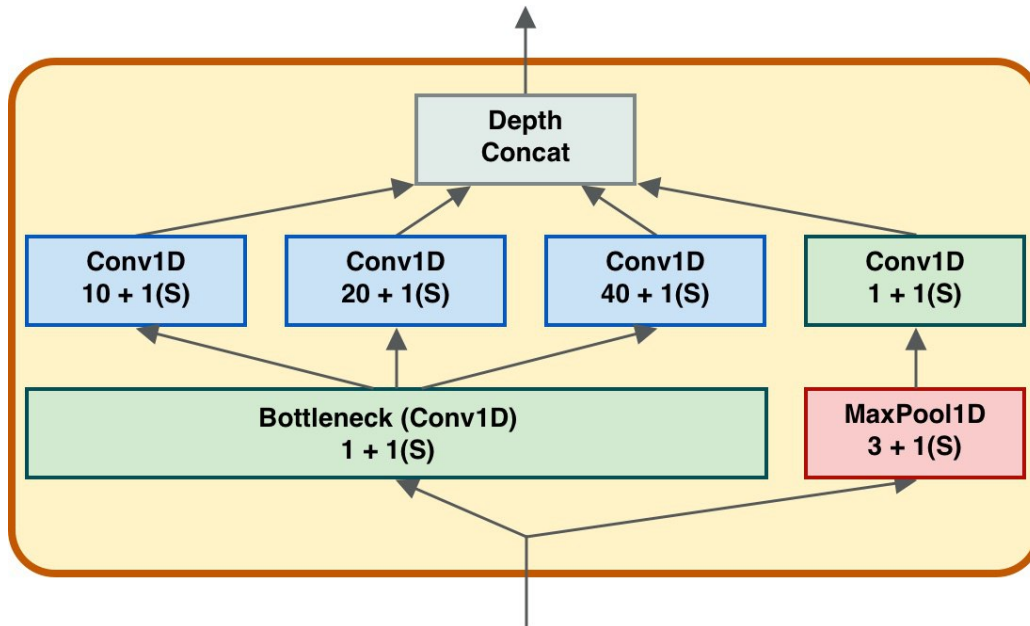 Depth
Concat
Conv1D
10 + 1(S)
Conv1D
20 + 1(S)
Conv1D
40 + 1(S)
Conv1D
1 + 1(S)
Bottleneck (Conv1D)
1 + 1(S)
MaxPool1D
3 + 1(S)